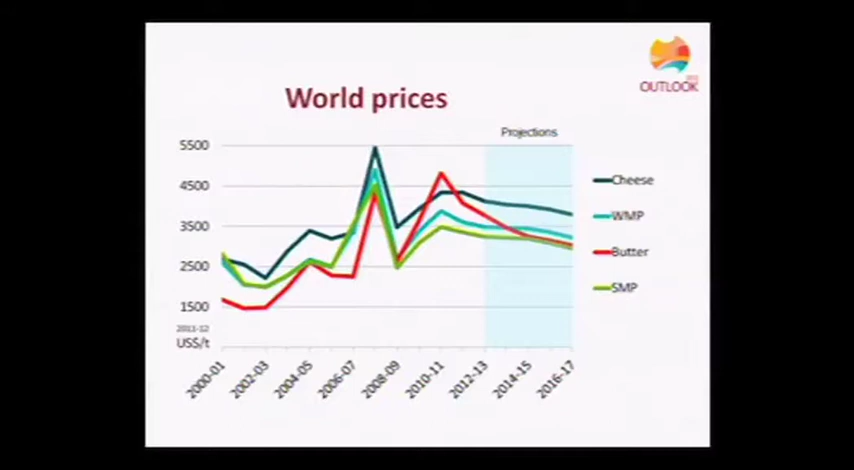 OUTLOOK
World prices
Projections
5500
4500
3500
2500
1500
2011-12
US$/t
2000-01
2002-03
2004-05
2006-07
2008-09
2010-11
2012-13
2014-15
2016-17
Cheese
WMP
Butter
SMP